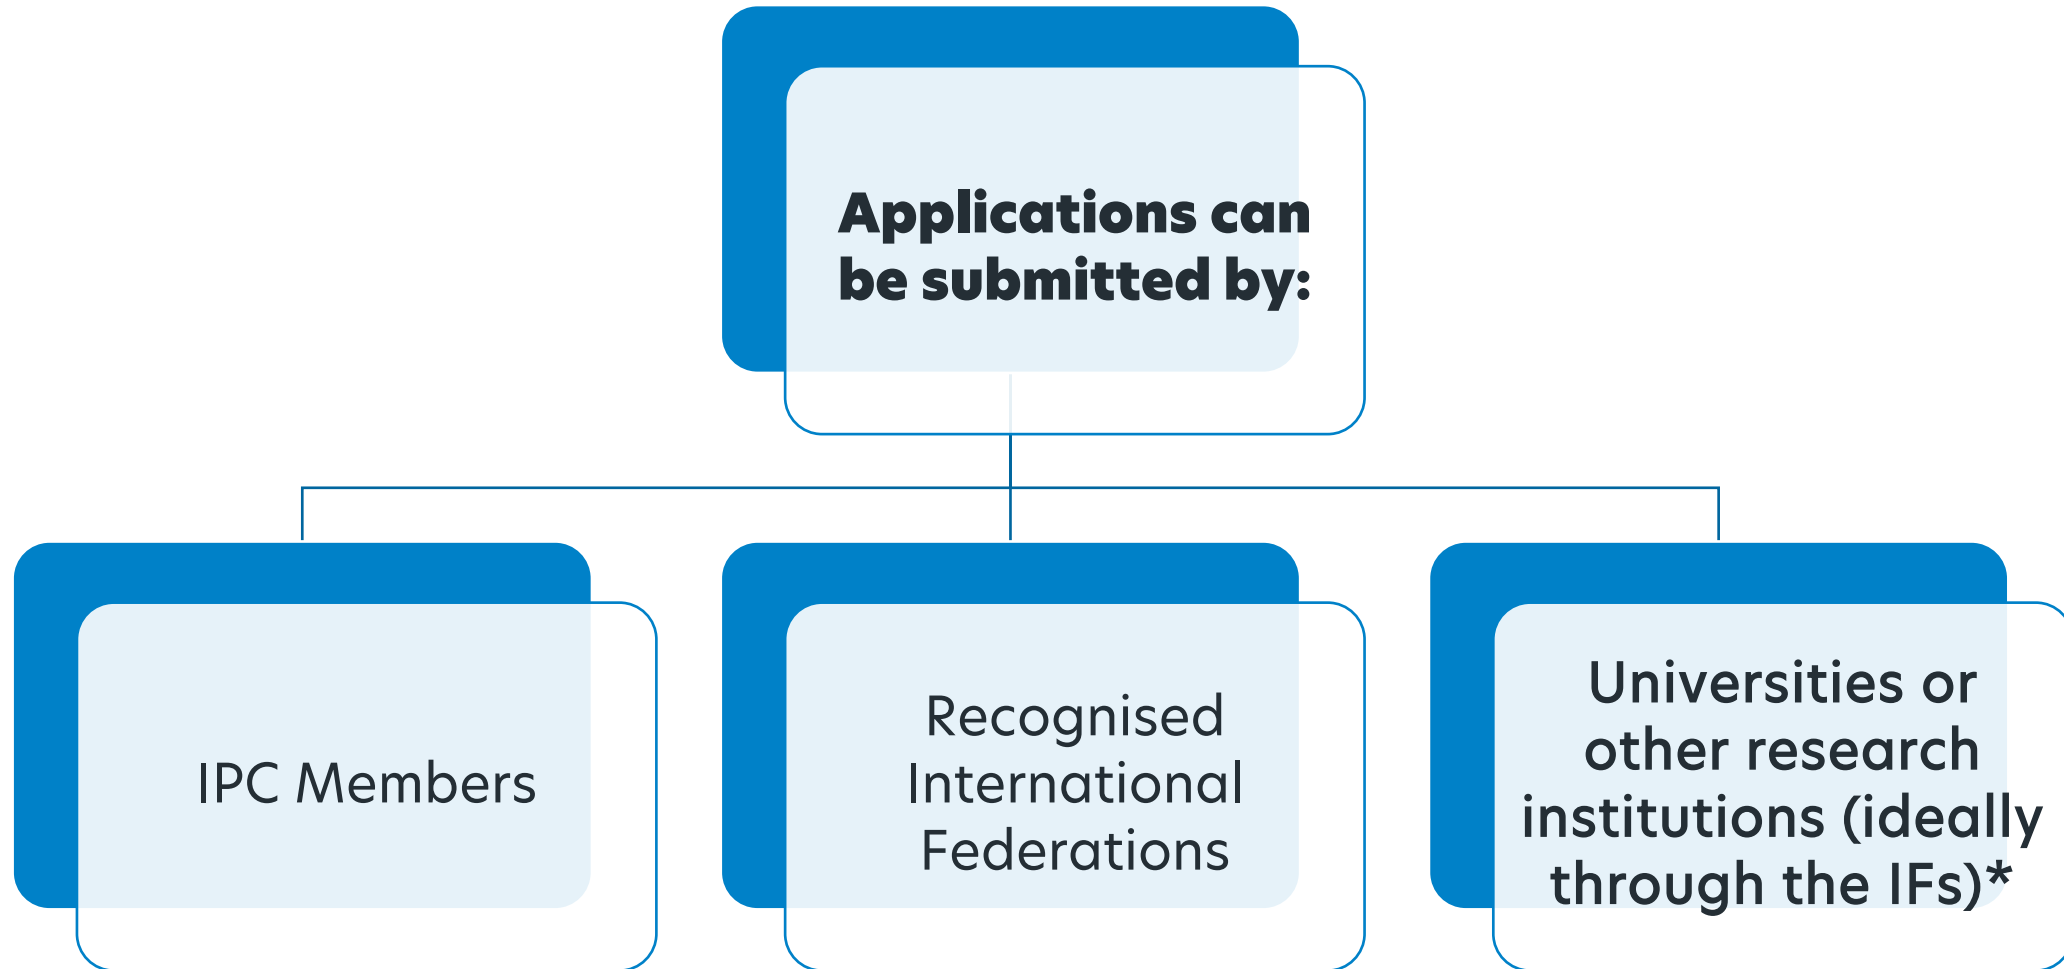 Applications can
be submitted by:
IPC Members
Recognised
International
Federations
Universities or
other research
institutions (ideally
through the IFs)*